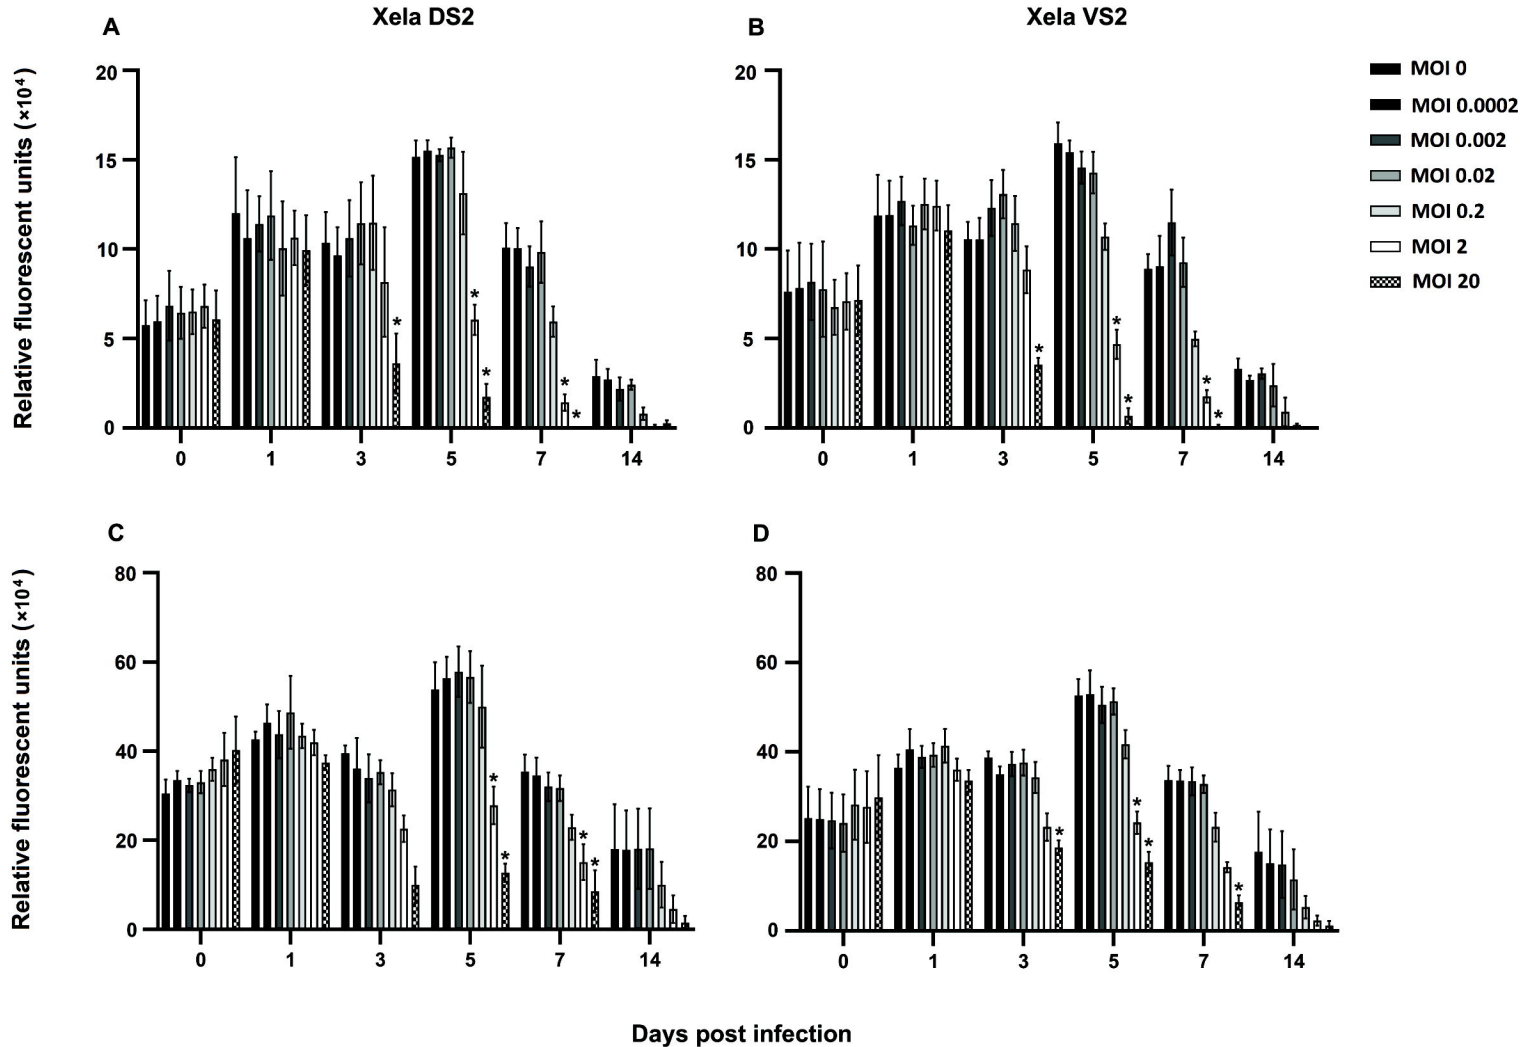 Xela DS2
Xela VS2
A
B
Relative fluorescent units (×10⁴)
20
15
10
5
0
* * * * *
0 1 3 5 7 14
20
15
10
5
0
* * * * *
0 1 3 5 7 14
MOI 0
MOI 0.0002
MOI 0.002
MOI 0.02
MOI 0.2
MOI 2
MOI 20
C
D
Relative fluorescent units (×10⁴)
80
60
40
20
0
* * * *
0 1 3 5 7 14
80
60
40
20
0
* * * *
0 1 3 5 7 14
Days post infection